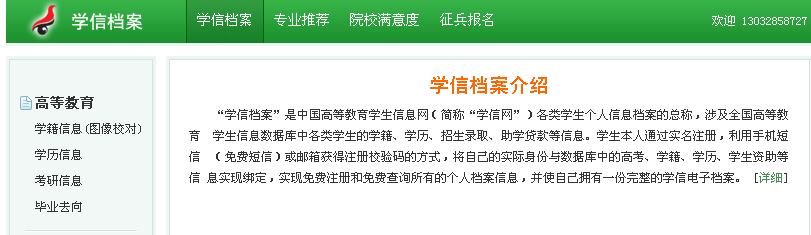 学信档案 学信档案 专业推荐 院校满意度 征兵报名 欢迎 13032858727
学信档案介绍
高等教育
学籍信息(图像校对)
学历信息
考研信息
毕业去向
“学信档案”是中国高等教育学生信息网(简称“学信网”)各类学生个人信息档案的总称，涉及全国高等教
育 学生信息数据库中各类学生的学籍、学历、招生录取、助学贷款等信息。学生本人通过实名注册，利用手机短
信 (免费短信)或邮箱获得注册校验码的方式，将自己的实际身份与数据库中的高考、学籍、学历、学生资助等
信 息实现绑定，实现免费注册和免费查询所有的个人档案信息，并使自己拥有一份完整的学信电子档案。 [详细]